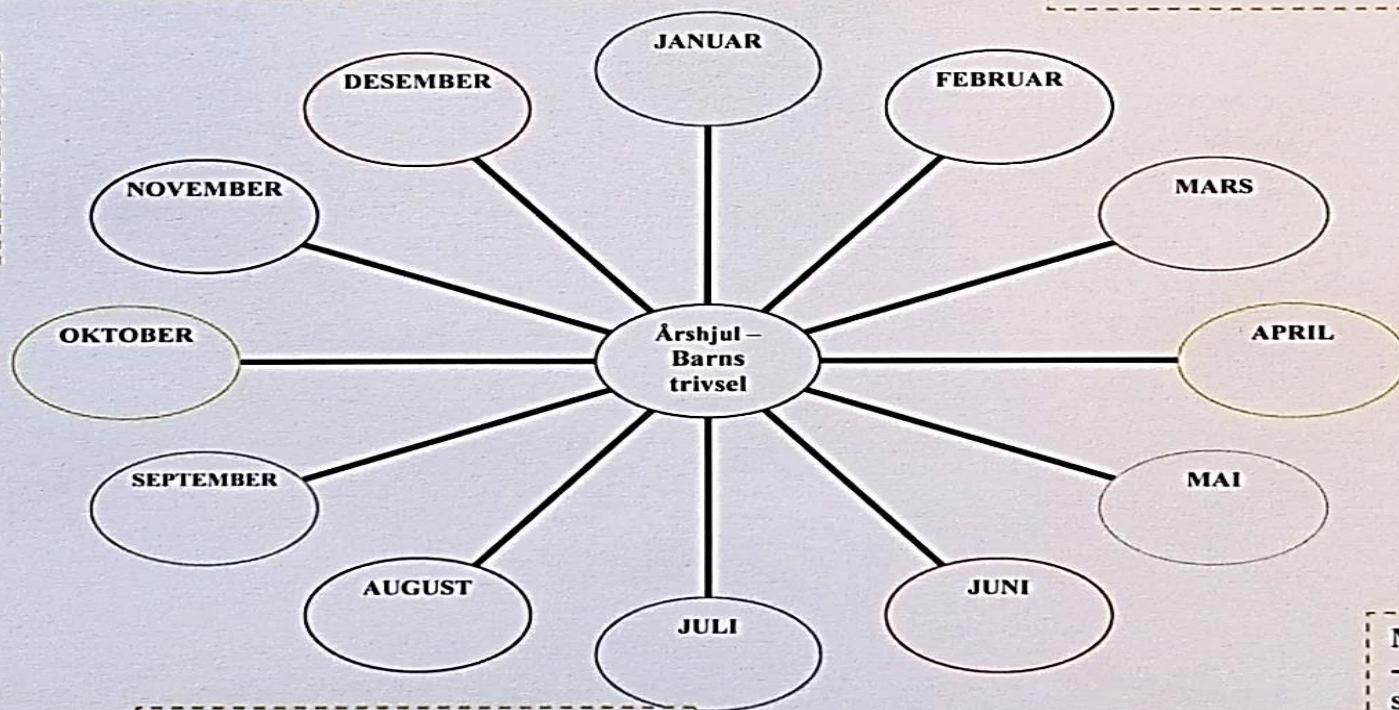 JANUAR
FEBRUAR
MARS
APRIL
MAI
JUNI
JULI
AUGUST
SEPTEMBER
OKTOBER
NOVEMBER
DESEMBER
Årshjul –
Barns
trivsel